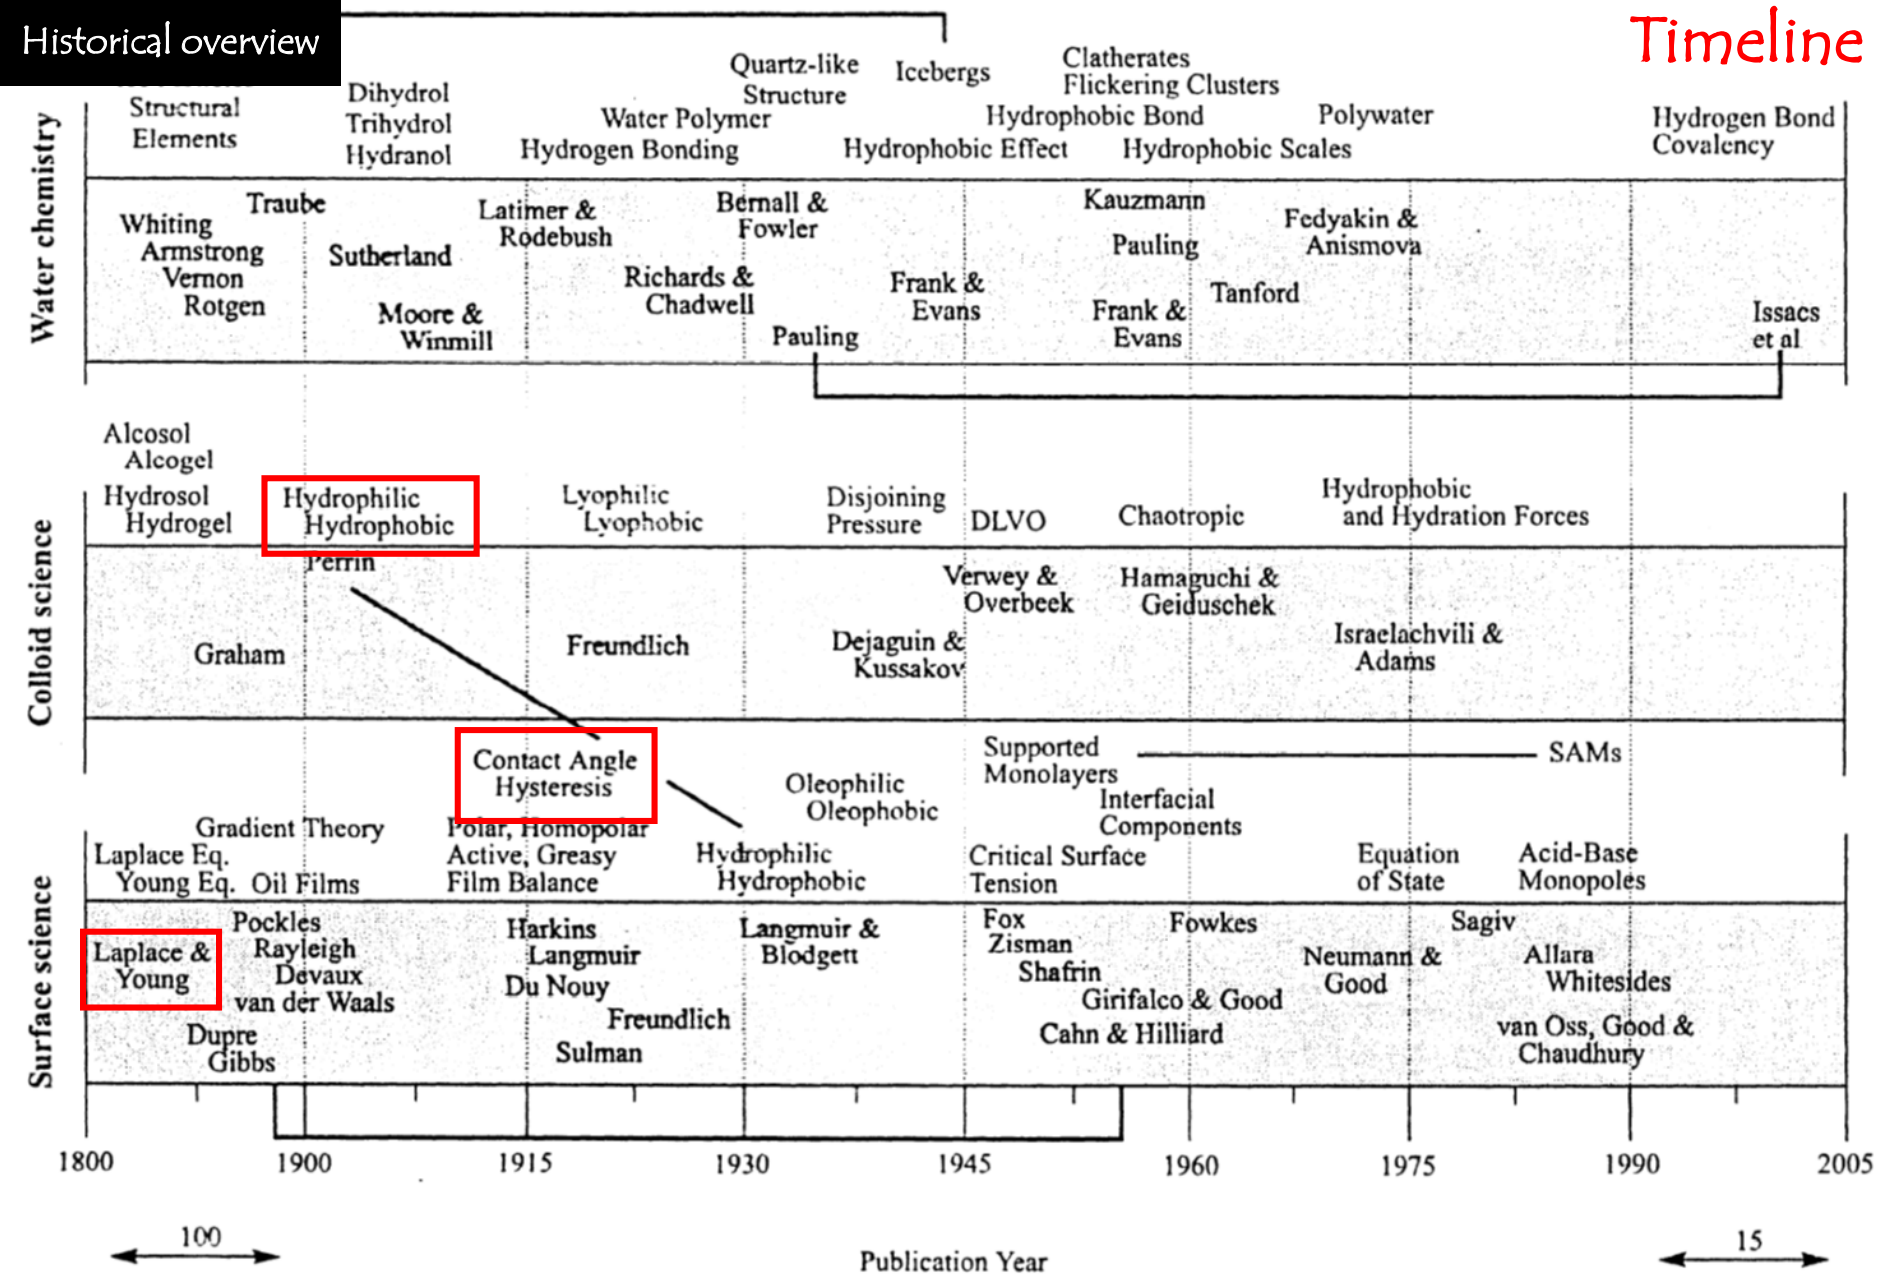 Historical overview
Timeline
Structural
Elements
Dihydrol
Trihydrol
Hydranol
Quartz-like
Structure
Water Polymer
Hydrogen Bonding
Icebergs
Hydrophobic Effect
Clatherates
Flickering Clusters
Hydrophobic Bond
Hydrophobic Scales
Polywater
Hydrogen Bond
Covalency
Water chemistry
Whiting
Armstrong
Vernon
Rotgen
Traube
Sutherland
Moore &
Winmill
Latimer &
Rodebush
Richards &
Chadwell
Bernall &
Fowler
Pauling
Frank &
Evans
Kauzmann
Pauling
Frank &
Evans
Tanford
Fedyakin &
Anismova
Issacs
et al
Alcosol
Alcogel
Hydrosol
Hydrogel
Hydrophilic
Hydrophobic
Lyophilic
Lyophobic
Disjoining
Pressure
DLVO
Chaotropic
Hydrophobic
and Hydration Forces
Colloid science
Perrin
Graham
Freundlich
Dejaguin &
Kussakov
Verwey &
Overbeek
Hamaguchi &
Geiduschek
Israelachvili &
Adams
Contact Angle
Hysteresis
Supported
Monolayers
SAMs
Oleophilic
Oleophobic
Interfacial
Components
Gradient Theory
Laplace Eq.
Young Eq.
Oil Films
Polar, Homopolar
Active, Greasy
Film Balance
Hydrophilic
Hydrophobic
Critical Surface
Tension
Equation
of State
Acid-Base
Monopoles
Surface science
Laplace &
Young
Pockles
Rayleigh
Devaux
van der Waals
Dupre
Gibbs
Harkins
Langmuir
Du Nouy
Freundlich
Sulman
Langmuir &
Blodgett
Fox
Zisman
Shafrin
Girifalco & Good
Cahn & Hilliard
Fowkes
Neumann &
Good
Sagiv
Allara
Whitesides
van Oss, Good &
Chaudhury
1800 1900 1915 1930 1945 1960 1975 1990 2005
100
Publication Year
15